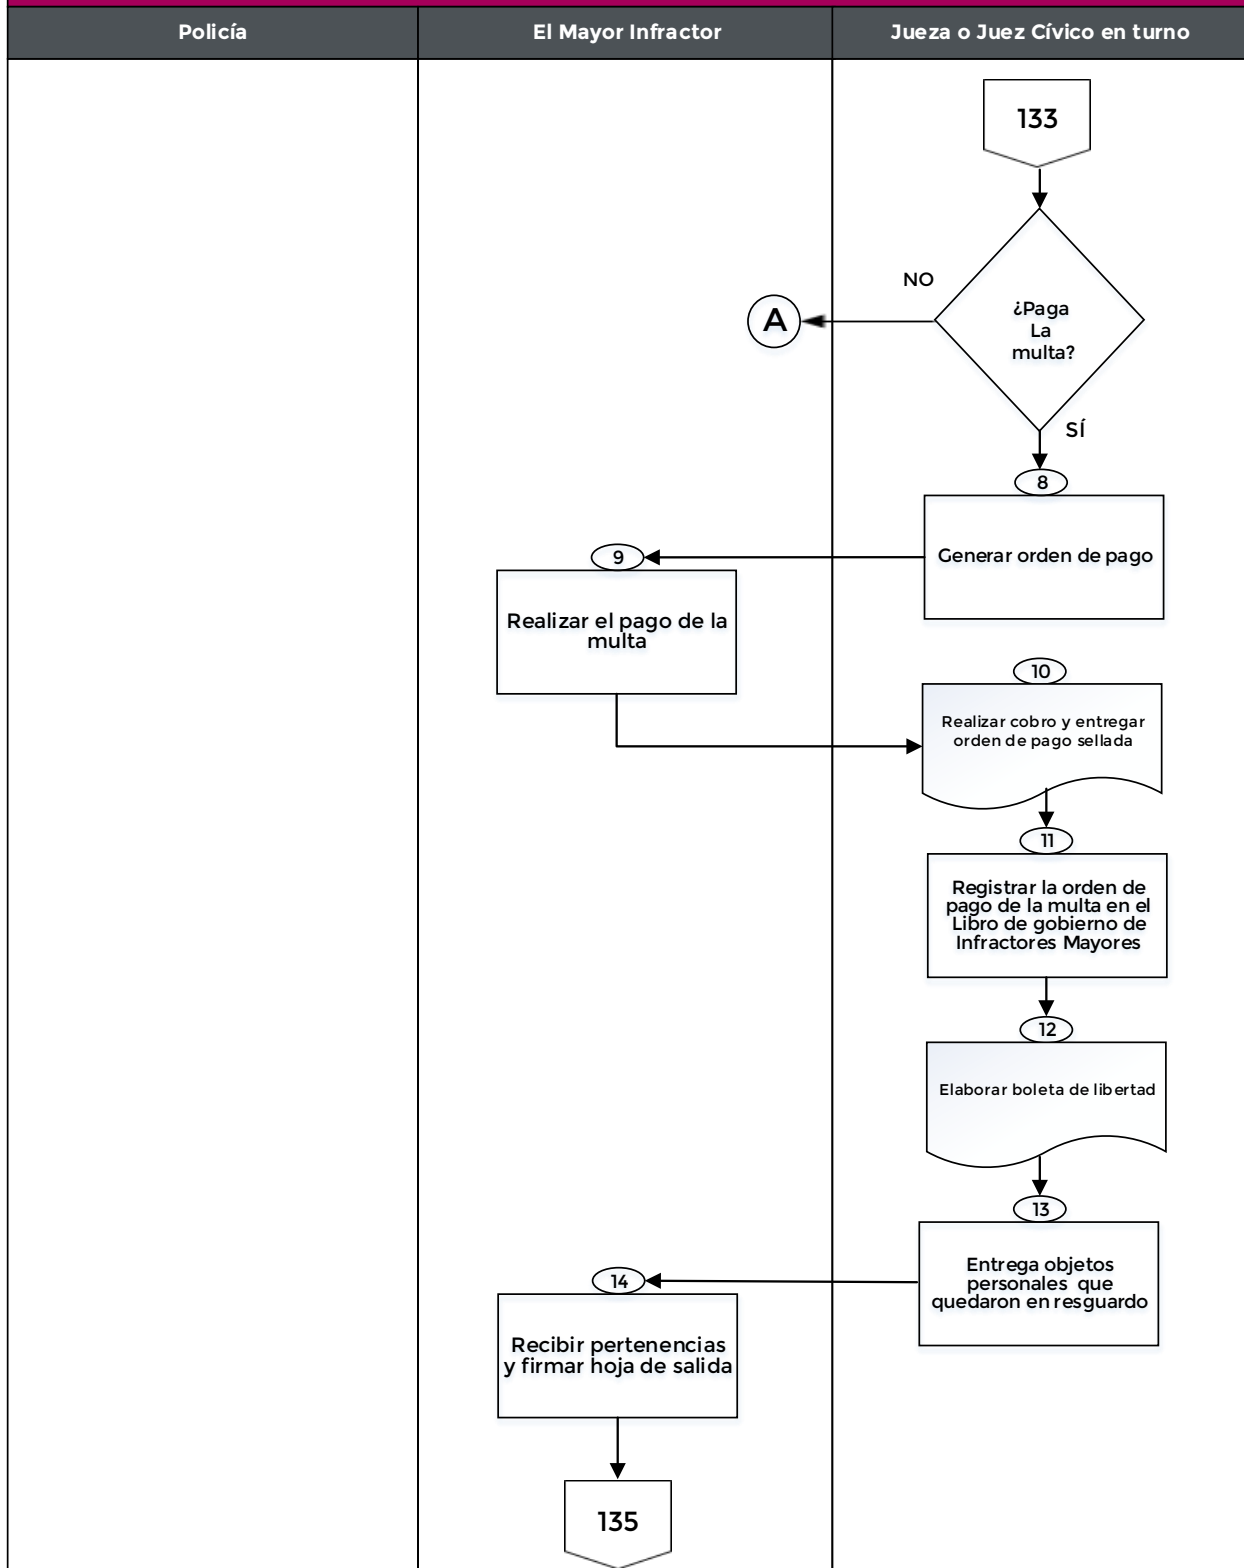 Policía
El Mayor Infractor
Jueza o Juez Cívico en turno
133
NO
¿Paga
La
multa?
A
SÍ
8
Generar orden de pago
9
Realizar el pago de la
multa
10
Realizar cobro y entregar
orden de pago sellada
11
Registrar la orden de
pago de la multa en el
Libro de gobierno de
Infractores Mayores
12
Elaborar boleta de libertad
13
Entrega objetos
personales que
quedaron en resguardo
14
Recibir pertenencias
y firmar hoja de salida
135